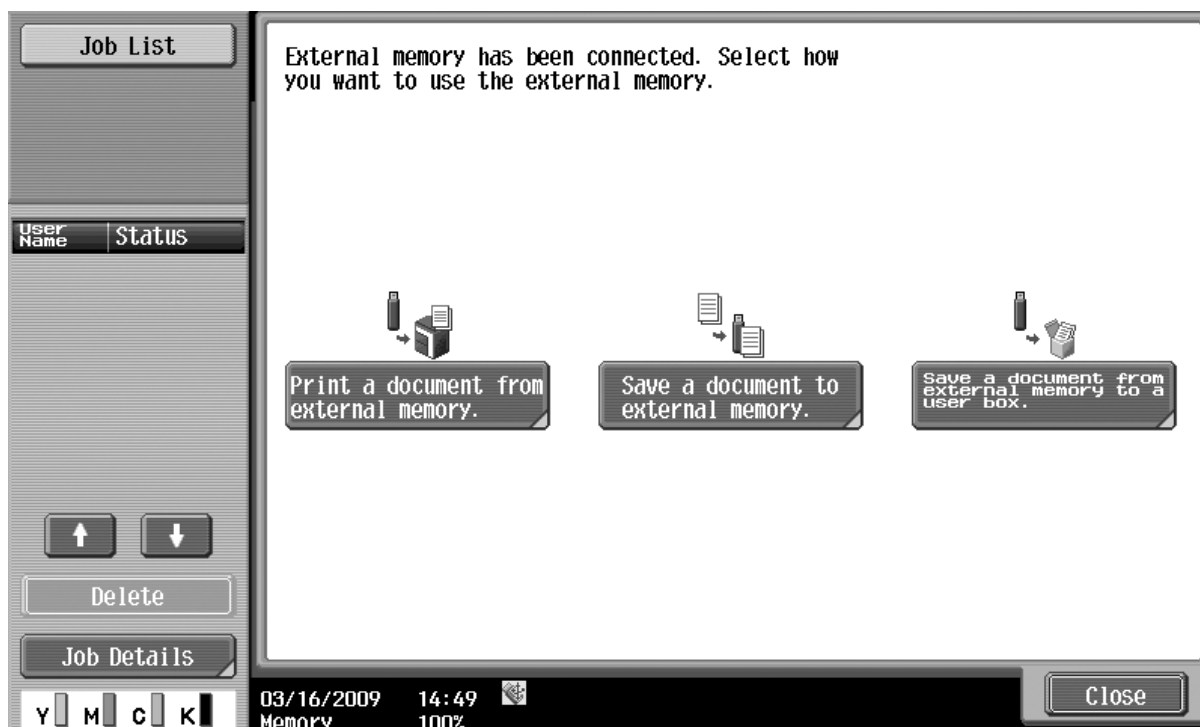 Job List
External memory has been connected. Select how
you want to use the external memory.
User
Name
Status
Print a document from
external memory.
Save a document to
external memory.
Save a document from
external memory to a
user box.
Delete
Job Details
Y M C K
03/16/2009 14:49
Memory 100%
Close